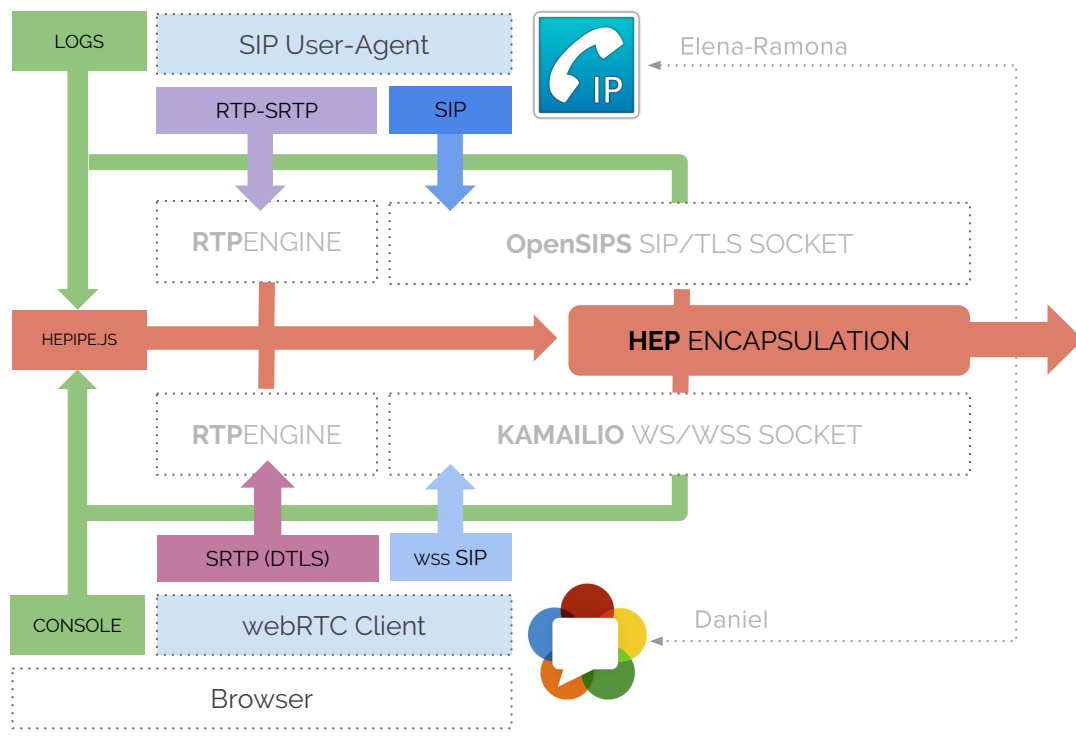 LOGS
SIP User-Agent
IP
Elena-Ramona
RTP-SRTP
SIP
RTPENGINE
OpenSIPS SIP/TLS SOCKET
HEPIPE.JS
HEP ENCAPSULATION
RTPENGINE
KAMAILIO WS/WSS SOCKET
SRTP (DTLS)
wss SIP
CONSOLE
webRTC Client
Daniel
Browser